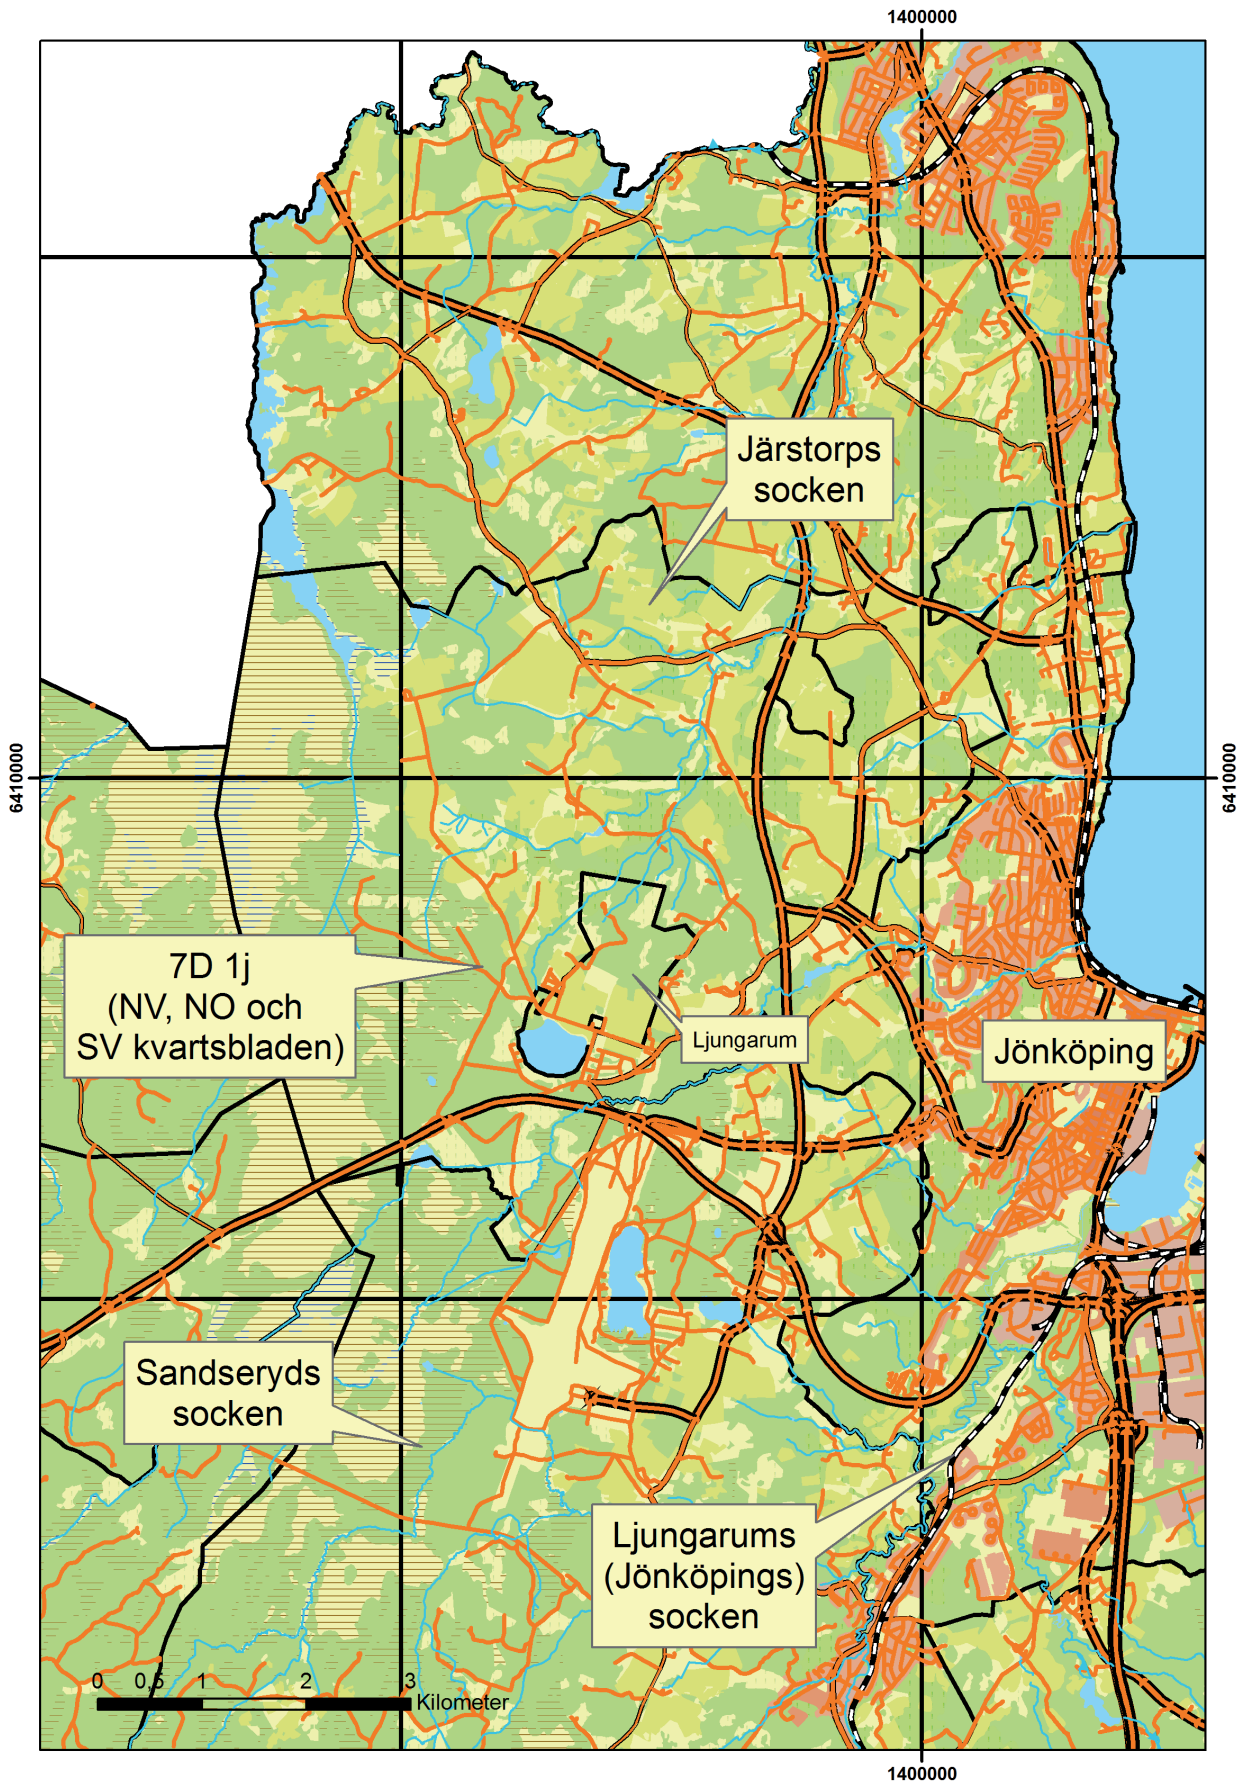 1400000
Järstorps
socken
6410000
6410000
7D 1j
(NV, NO och
SV kvartsbladen)
Ljungarum
Jönköping
Sandseryds
socken
Ljungarums
(Jönköpings)
socken
0 0,5 1 2 3
Kilometer
1400000